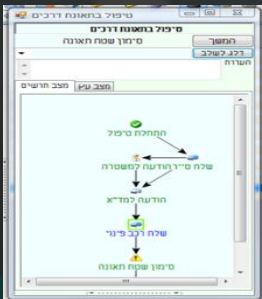 טיפול בתאונת דרכים
טיפול בתאונת דרכים
סימון שטח תאונה
המשך
דלג לשלב
הערות
מצב תרשים
מצב עץ
התחלת טיפול
שלח סייר
הודעה למשטרה
הודעה למד"א
שלח רכב פינוי
סימון שטח תאונה